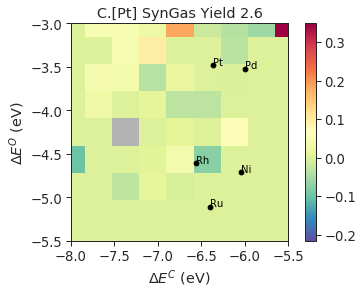 C.[Pt] SynGas Yield 2.6
−3.0
−3.5
−4.0
−4.5
−5.0
−5.5
ΔE^O (eV)
Pt
Pd
Rh
Ni
Ru
−8.0 −7.5 −7.0 −6.5 −6.0 −5.5
ΔE^C (eV)
0.3
0.2
0.1
0.0
−0.1
−0.2